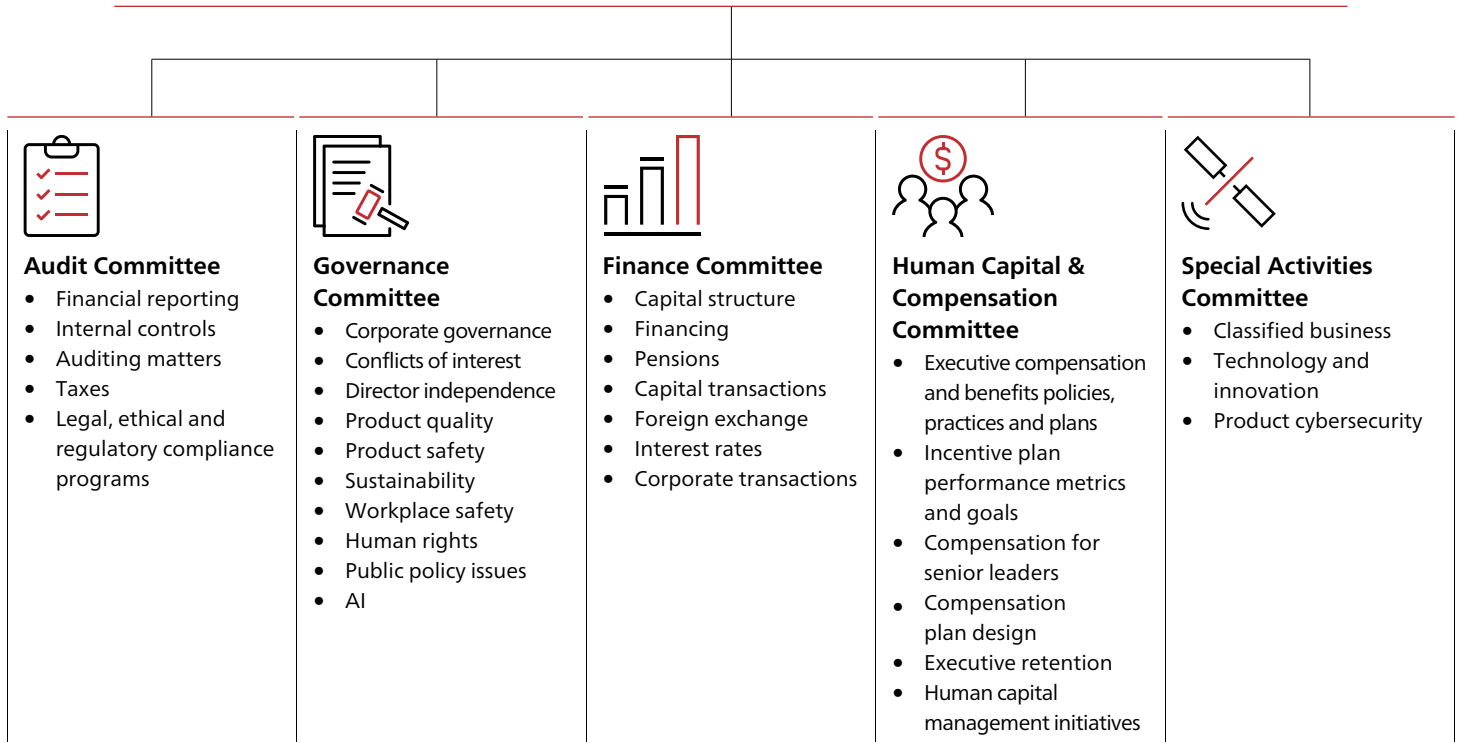 Audit Committee
• Financial reporting
• Internal controls
• Auditing matters
• Taxes
• Legal, ethical and
regulatory compliance
programs
Governance
Committee
• Corporate governance
• Conflicts of interest
• Director independence
• Product quality
• Product safety
• Sustainability
• Workplace safety
• Human rights
• Public policy issues
• AI
Finance Committee
• Capital structure
• Financing
• Pensions
• Capital transactions
• Foreign exchange
• Interest rates
• Corporate transactions
$
Human Capital &
Compensation
Committee
• Executive compensation
and benefits policies,
practices and plans
• Incentive plan
performance metrics
and goals
• Compensation for
senior leaders
• Compensation
plan design
• Executive retention
• Human capital
management initiatives
Special Activities
Committee
• Classified business
• Technology and
innovation
• Product cybersecurity